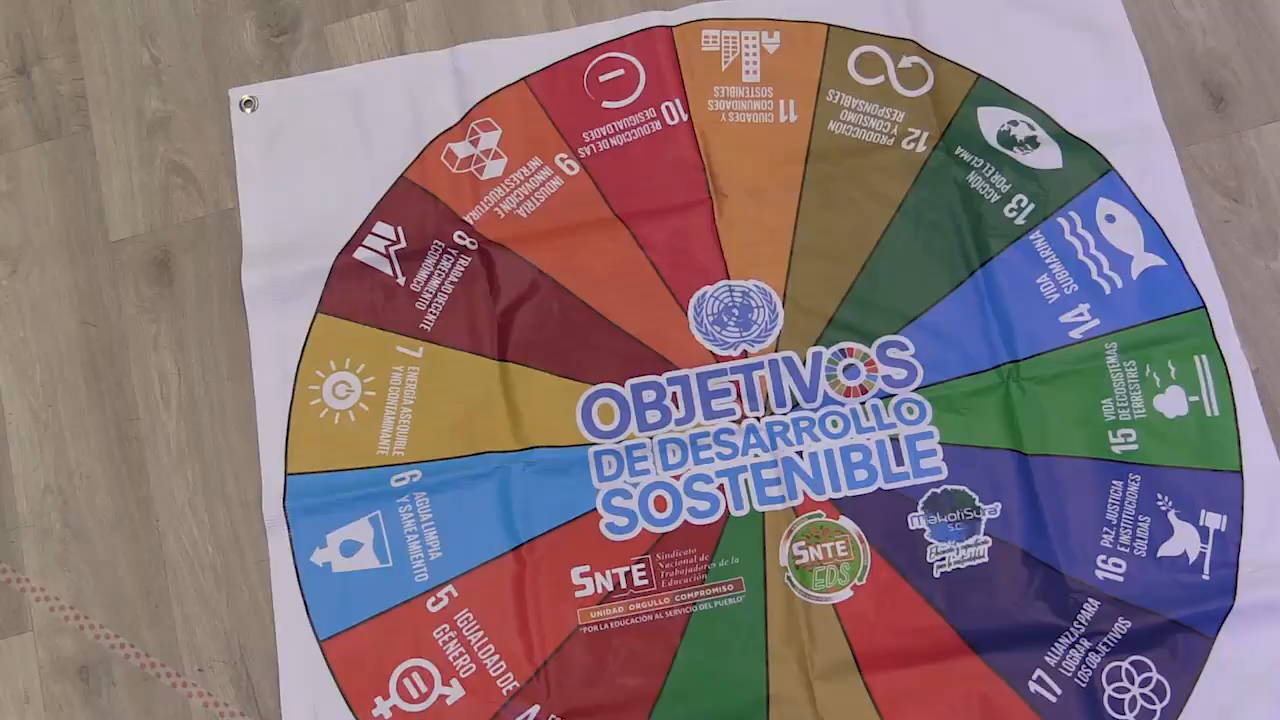 OBJETIVOS
DE DESARROLLO
SOSTENIBLE
SNTE
Sindicato
Nacional de
Trabajadores de la
Educación
UNIDAD ORGULLO COMPROMISO
"POR LA EDUCACIÓN AL SERVICIO DEL PUEBLO"
SNTE
EDS
MakotiSura
S.C.
5 IGUALDAD DE
GÉNERO
6 AGUA LIMPIA
Y SANEAMIENTO
7 ENERGÍA ASEQUIBLE
Y NO CONTAMINANTE
8 TRABAJO DECENTE
Y CRECIMIENTO
ECONÓMICO
9 INDUSTRIA,
INNOVACIÓN E
INFRAESTRUCTURA
10 REDUCCIÓN DE LAS
DESIGUALDADES
11 CIUDADES Y
COMUNIDADES
SOSTENIBLES
12 PRODUCCIÓN
Y CONSUMO
RESPONSABLES
13 ACCIÓN
POR EL CLIMA
14 VIDA
SUBMARINA
15 VIDA
DE ECOSISTEMAS
TERRESTRES
16 PAZ, JUSTICIA
E INSTITUCIONES
SOLIDAS
17 ALIANZAS PARA
LOGRAR
LOS OBJETIVOS
4